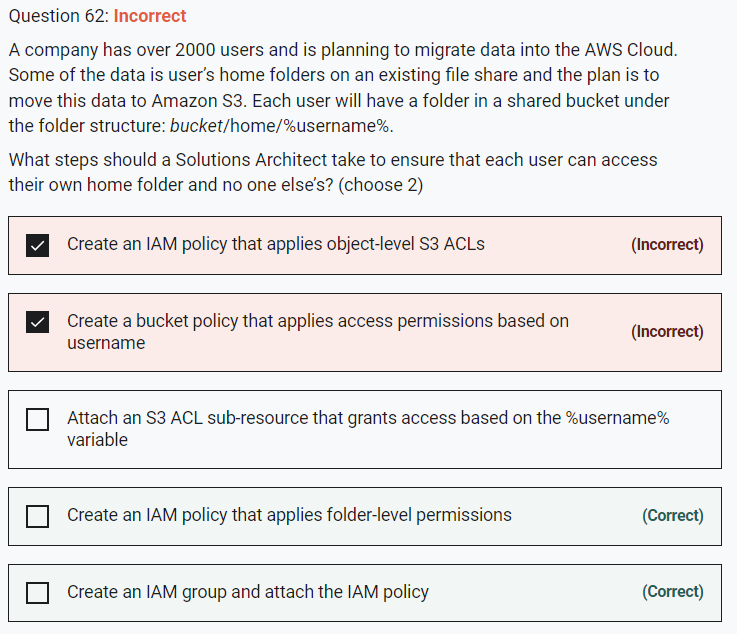 Question 62: Incorrect
A company has over 2000 users and is planning to migrate data into the AWS Cloud.
Some of the data is user’s home folders on an existing file share and the plan is to
move this data to Amazon S3. Each user will have a folder in a shared bucket under
the folder structure: bucket/home/%username%.
What steps should a Solutions Architect take to ensure that each user can access
their own home folder and no one else’s? (choose 2)
Create an IAM policy that applies object-level S3 ACLs (Incorrect)
Create a bucket policy that applies access permissions based on
username (Incorrect)
Attach an S3 ACL sub-resource that grants access based on the %username%
variable
Create an IAM policy that applies folder-level permissions (Correct)
Create an IAM group and attach the IAM policy (Correct)